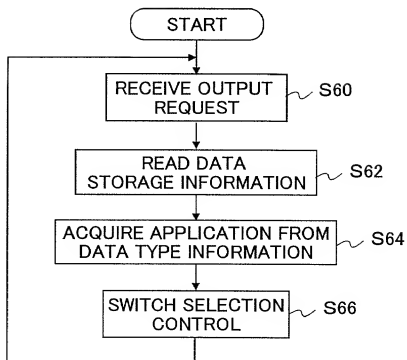 START
RECEIVE OUTPUT
REQUEST
S60
READ DATA
STORAGE INFORMATION
S62
ACQUIRE APPLICATION FROM
DATA TYPE INFORMATION
S64
SWITCH SELECTION
CONTROL
S66